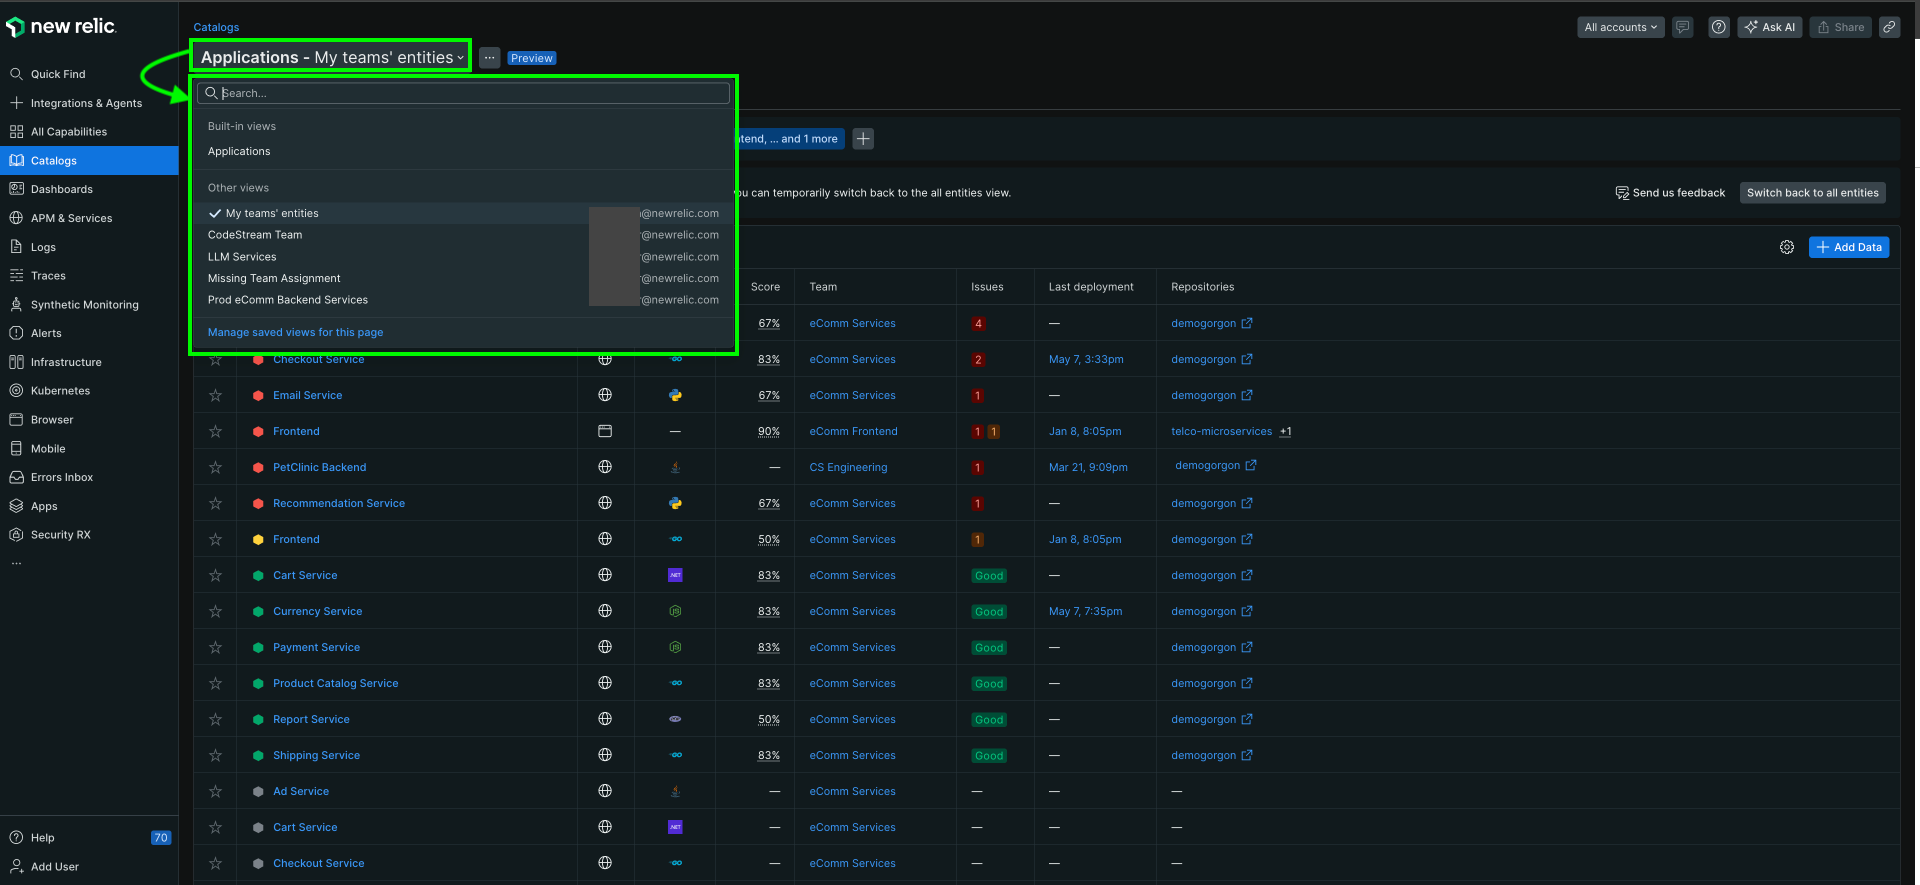 new relic.
Quick Find
Integrations & Agents
All Capabilities
Catalogs
Dashboards
APM & Services
Logs
Traces
Synthetic Monitoring
Alerts
Infrastructure
Kubernetes
Browser
Mobile
Errors Inbox
Apps
Security RX
...
Help 70
Add User
Catalogs
All accounts
Ask AI
Share
Applications - My teams' entities
...
Preview
Search...
Built-in views
Applications
Other views
My teams' entities @newrelic.com
CodeStream Team @newrelic.com
LLM Services @newrelic.com
Missing Team Assignment @newrelic.com
Prod eComm Backend Services @newrelic.com
Manage saved views for this page
tend, ... and 1 more
ou can temporarily switch back to the all entities view.
Send us feedback
Switch back to all entities
Add Data
Score Team Issues Last deployment Repositories
67% eComm Services 4 — demogorgon
Checkout Service 83% eComm Services 2 May 7, 3:33pm demogorgon
Email Service 67% eComm Services 1 — demogorgon
Frontend — 90% eComm Frontend 1 1 Jan 8, 8:05pm telco-microservices +1
PetClinic Backend — CS Engineering 1 Mar 21, 9:09pm demogorgon
Recommendation Service 67% eComm Services 1 — demogorgon
Frontend 50% eComm Services 1 Jan 8, 8:05pm demogorgon
Cart Service .NET 83% eComm Services Good — demogorgon
Currency Service 83% eComm Services Good May 7, 7:35pm demogorgon
Payment Service 83% eComm Services Good — demogorgon
Product Catalog Service 83% eComm Services Good — demogorgon
Report Service 50% eComm Services Good — demogorgon
Shipping Service 83% eComm Services Good — demogorgon
Ad Service — eComm Services — — —
Cart Service .NET — eComm Services — — —
Checkout Service — eComm Services — — —